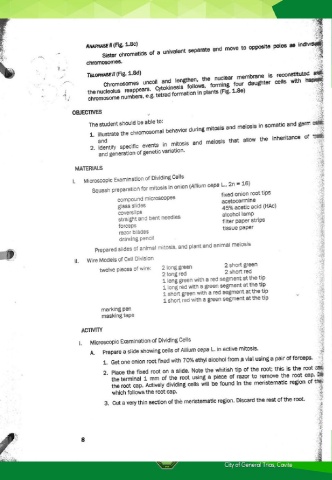 ANAPHASE II (Fig. 1.8c)
Sister chromatids of a univalent separate and move to opposite poles as individual
chromosomes.
TELOPHASE II (Fig. 1.8d)
Chromosomes uncoil and lengthen, the nuclear membrane is reconstituted and
the nucleolus reappears. Cytokinesis follows, forming four daughter cells with haploid
chromosome numbers, e.g. tetrad formation in plants (Fig. 1.8e)
OBJECTIVES
The student should be able to:
1. Illustrate the chromosomal behavior during mitosis and meiosis in somatic and germ cells
and
2. Identify specific events in mitosis and meiosis that allow the inheritance of
and generation of genetic variation.
MATERIALS
I. Microscopic Examination of Dividing Cells
Squash preparation for mitosis in onion (Allium cepa L., 2n = 16)
compound microscopes
glass slides
coverslips
straight and bent needles
forceps
razor blades
drawing pencil
fixed onion root tips
acetocarmine
45% acetic acid (HAc)
alcohol lamp
filter paper strips
tissue paper
Prepared slides of animal mitosis, and plant and animal meiosis
II. Wire Models of Cell Division
twelve pieces of wire: 2 long green 2 short green
2 long red 2 short red
1 long green with a red segment at the tip
1 long red with a green segment at the tip
1 short green with a red segment at the tip
1 short red with a green segment at the tip
marking pen
masking tape
ACTIVITY
I. Microscopic Examination of Dividing Cells
A. Prepare a slide showing cells of Allium cepa L. in active mitosis.
1. Get one onion root fixed with 70% ethyl alcohol from a vial using a pair of forceps.
2. Place the fixed root on a slide. Note the whitish tip of the root; this is the root cap.
the terminal 1 mm of the root using a piece of razor to remove the root cap.
the root cap. Actively dividing cells will be found in the meristematic region of the
which follows the root cap.
3. Cut a very thin section of the meristematic region. Discard the rest of the root.
8
City of General Trias, Cavite